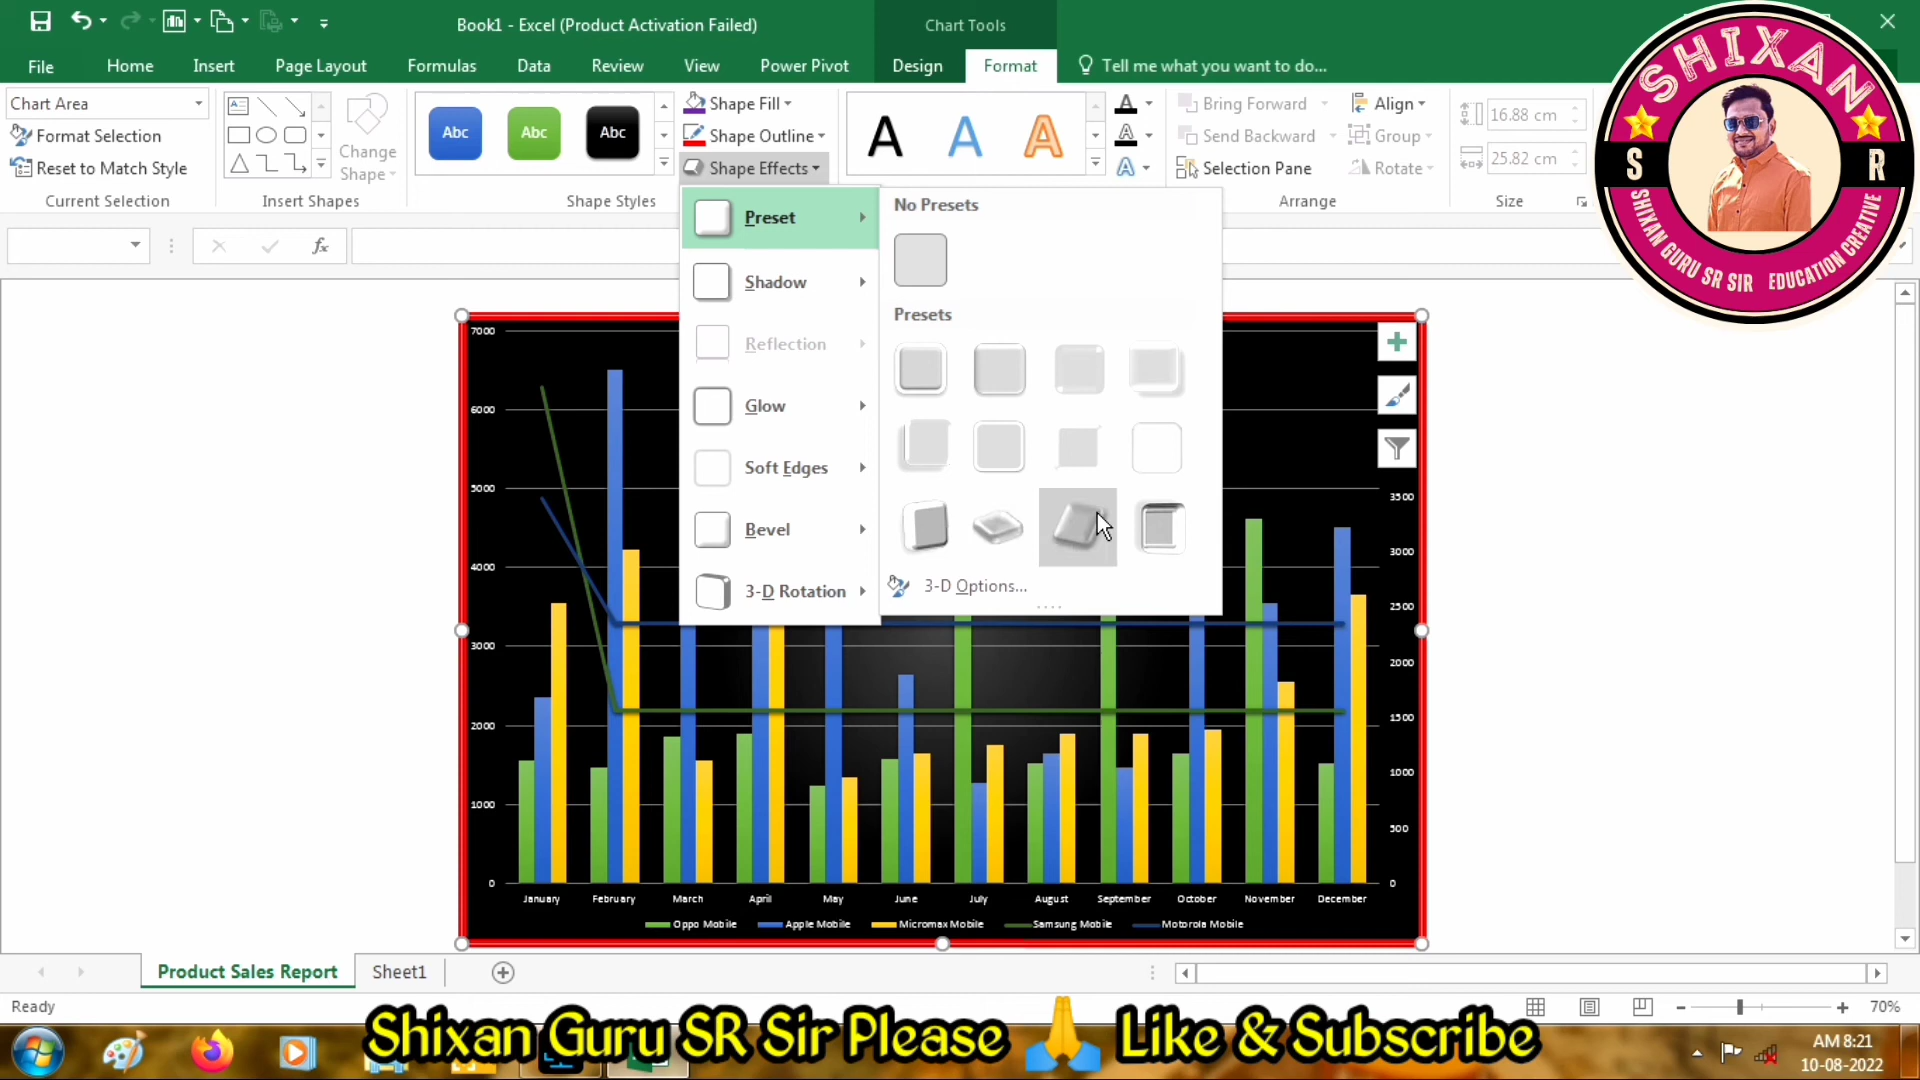 Book1 - Excel (Product Activation Failed)
Chart Tools
File
Home
Insert
Page Layout
Formulas
Data
Review
View
Power Pivot
Design
Format
Tell me what you want to do...
Chart Area
Format Selection
Reset to Match Style
Current Selection
Change
Shape
Insert Shapes
Abc
Abc
Abc
Shape Fill
Shape Outline
Shape Effects
Shape Styles
A
A
A
A
A
A
Bring Forward
Send Backward
Selection Pane
Align
Group
Rotate
Arrange
16.88 cm
25.82 cm
Size
SHIXAN
S
R
SHIXAN GURU SR SIR EDUCATION CREATIVE
fx
Preset
Shadow
Reflection
Glow
Soft Edges
Bevel
3-D Rotation
No Presets
Presets
3-D Options...
7000
6000
5000
4000
3000
2000
1000
0
3500
3000
2500
2000
1500
1000
500
0
January
February
March
April
May
June
July
August
September
October
November
December
Oppo Mobile
Apple Mobile
Micromax Mobile
Samsung Mobile
Motorola Mobile
Product Sales Report
Sheet1
Ready
70%
Shixan Guru SR Sir Please 🙏 Like & Subscribe
AM 8:21
10-08-2022